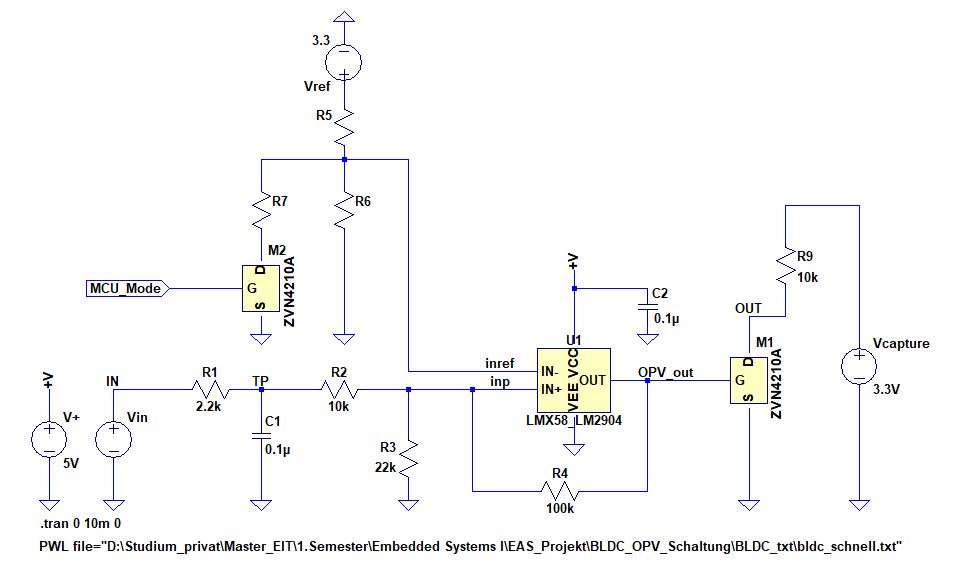 3.3
Vref
R5
R7
R6
M2
D
G
S
ZVN4210A
MCU_Mode
+V
C2
0.1µ
R9
10k
OUT
M1
D
G
S
ZVN4210A
Vcapture
3.3V
U1
inref
inp
IN-
IN+
VCC
VEE
OUT
OPV_out
LMX58_LM2904
+V
V+
5V
IN
Vin
R1
2.2k
TP
R2
10k
C1
0.1µ
R3
22k
R4
100k
.tran 0 10m 0
PWL file="D:\Studium_privat\Master_EIT\1.Semester\Embedded Systems I\EAS_Projekt\BLDC_OPV_Schaltung\BLDC_txt\bldc_schnell.txt"